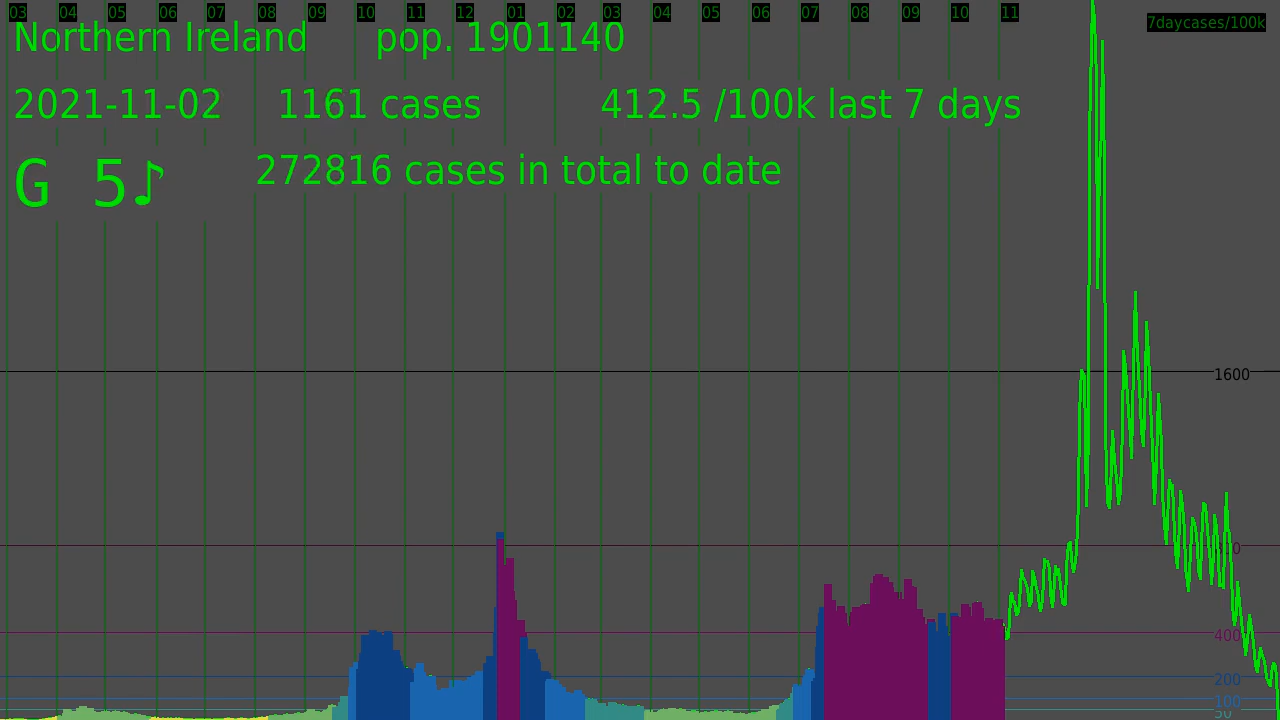 03 04 05 06 07 08 09 10 11 12 01 02 03 04 05 06 07 08 09 10 11
7daycases/100k
Northern Ireland pop. 1901140
2021-11-02 1161 cases 412.5 /100k last 7 days
G 5♪ 272816 cases in total to date
1600
400
200
100
50